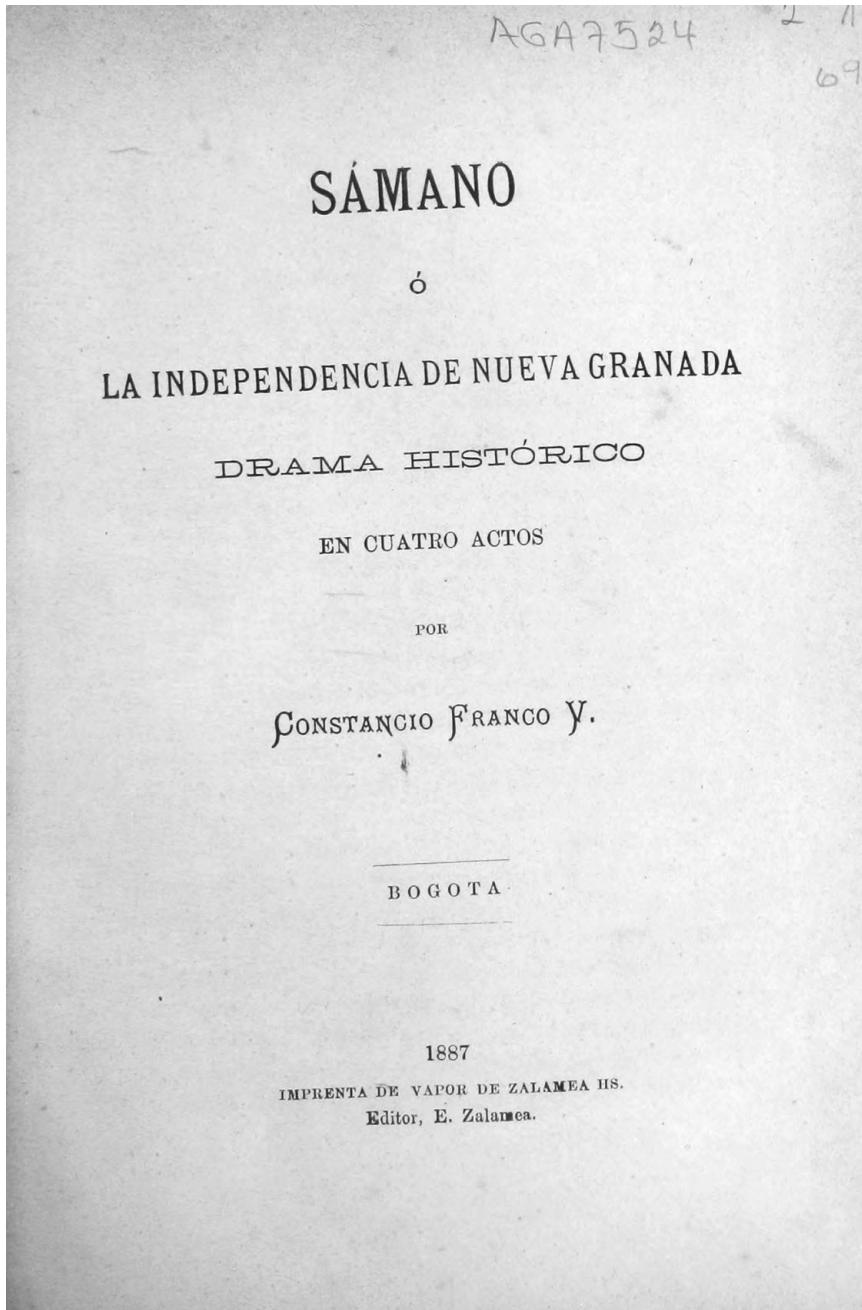 AGA7524
69
SÁMANO
Ó
LA INDEPENDENCIA DE NUEVA GRANADA
DRAMA HISTÓRICO
EN CUATRO ACTOS
POR
CONSTANCIO FRANCO V.
BOGOTA
1887
IMPRENTA DE VAPOR DE ZALAMEA HS.
Editor, E. Zalamea.